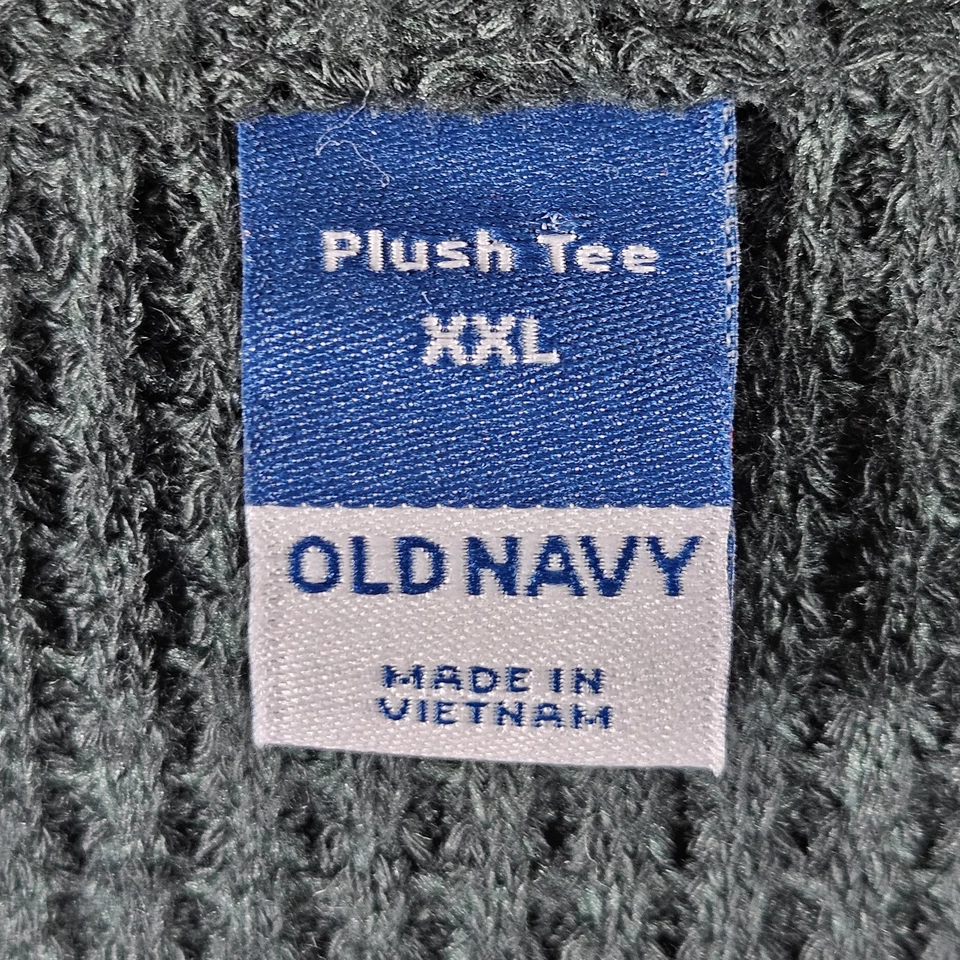 Plush Tee
XXL
OLD NAVY
MADE IN
VIETNAM